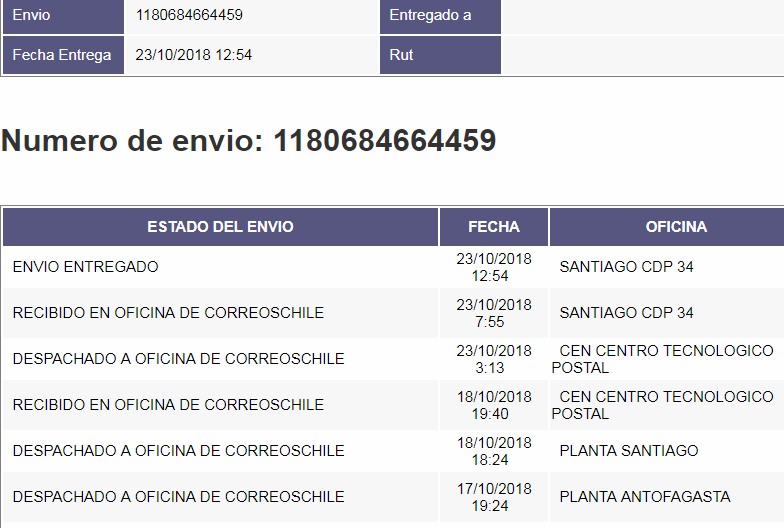 Envio 1180684664459 Entregado a
Fecha Entrega 23/10/2018 12:54 Rut
Numero de envio: 1180684664459
ESTADO DEL ENVIO FECHA OFICINA
ENVIO ENTREGADO 23/10/2018 12:54 SANTIAGO CDP 34
RECIBIDO EN OFICINA DE CORREOSCHILE 23/10/2018 7:55 SANTIAGO CDP 34
DESPACHADO A OFICINA DE CORREOSCHILE 23/10/2018 3:13 CEN CENTRO TECNOLOGICO POSTAL
RECIBIDO EN OFICINA DE CORREOSCHILE 18/10/2018 19:40 CEN CENTRO TECNOLOGICO POSTAL
DESPACHADO A OFICINA DE CORREOSCHILE 18/10/2018 18:24 PLANTA SANTIAGO
DESPACHADO A OFICINA DE CORREOSCHILE 17/10/2018 19:24 PLANTA ANTOFAGASTA